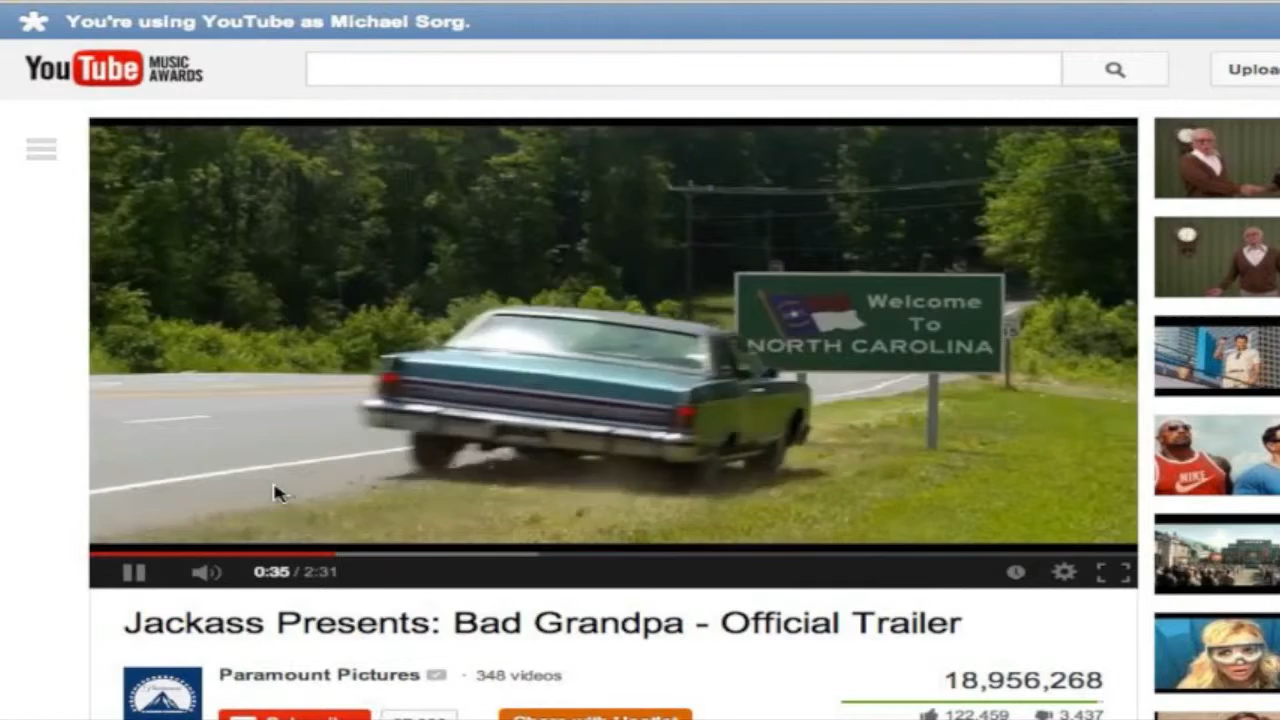 You're using YouTube as Michael Sorg.
YouTube MUSIC AWARDS
Uploa
Welcome
To
NORTH CAROLINA
NIKE
0:35 / 2:31
Jackass Presents: Bad Grandpa - Official Trailer
Paramount Pictures · 348 videos
18,956,268
122,459 3,437